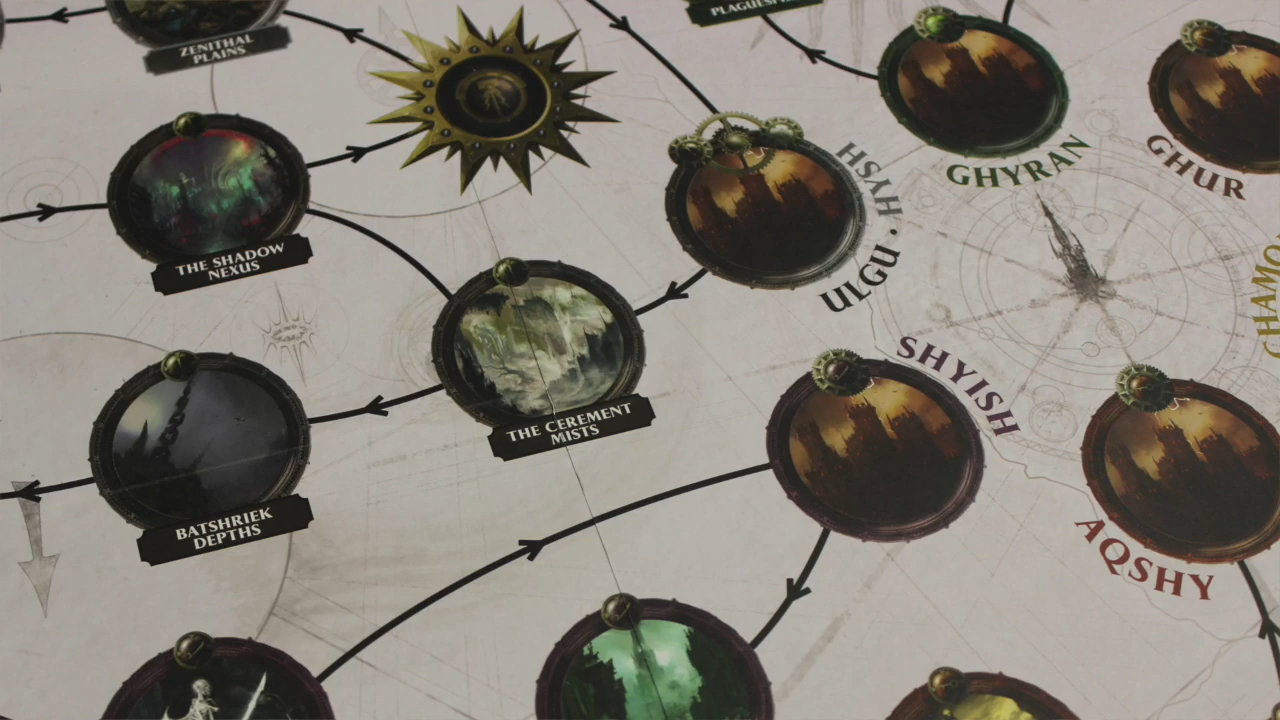 ZENITHAL
PLAINS
GHYRAN
GHUR
HYSH
ULGU
THE SHADOW
NEXUS
THE CEREMENT
MISTS
SHYISH
BATSHRIEK
DEPTHS
AQSHY